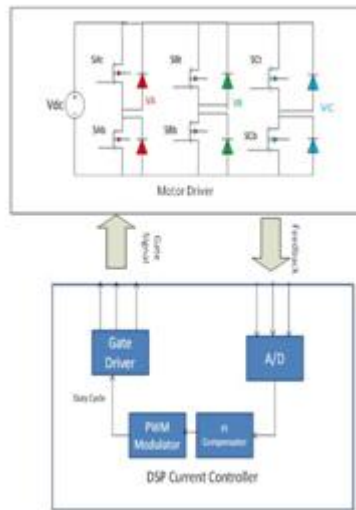 SAt
SBt
SCt
Vdc
VA
VB
VC
SAb
SBb
SCb
Motor Driver
Gate
Signal
Feedback
Gate
Driver
A/D
Duty Cycle
PWM
Modulator
Compensator
DSP Current Controller